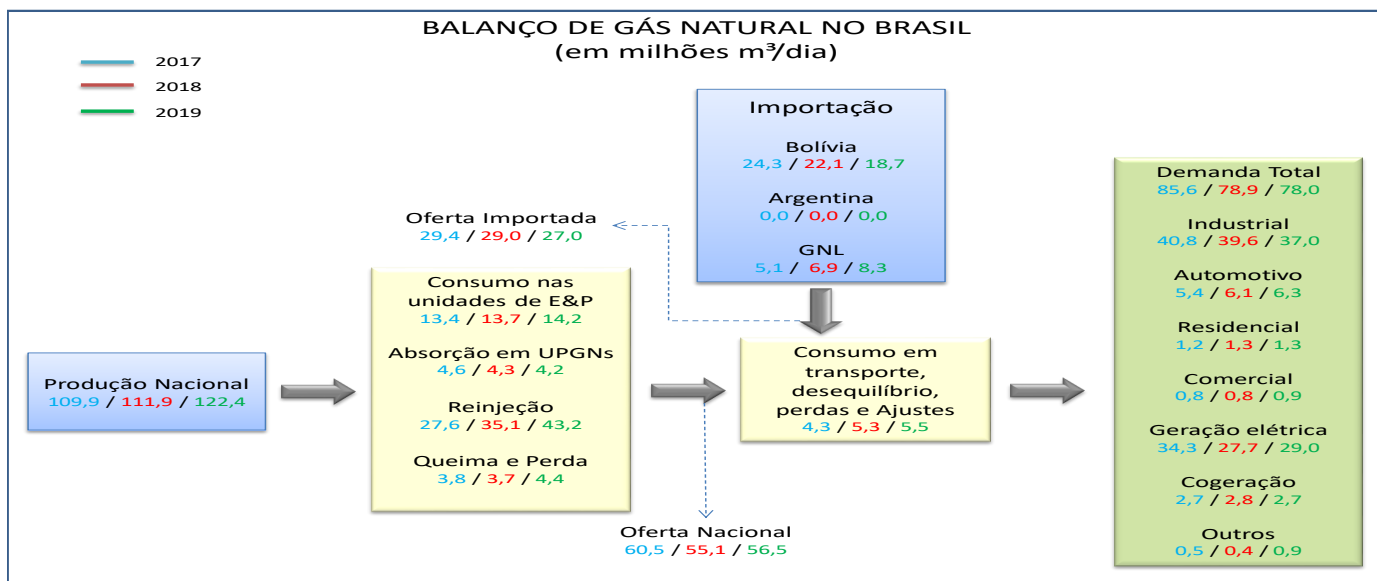 BALANÇO DE GÁS NATURAL NO BRASIL
(em milhões m³/dia)
2017
2018
2019
Importação
Bolívia
24,3 / 22,1 / 18,7
Argentina
0,0 / 0,0 / 0,0
GNL
5,1 / 6,9 / 8,3
Oferta Importada
29,4 / 29,0 / 27,0
Produção Nacional
109,9 / 111,9 / 122,4
Consumo nas
unidades de E&P
13,4 / 13,7 / 14,2
Absorção em UPGNs
4,6 / 4,3 / 4,2
Reinjeção
27,6 / 35,1 / 43,2
Queima e Perda
3,8 / 3,7 / 4,4
Oferta Nacional
60,5 / 55,1 / 56,5
Consumo em
transporte,
desequilíbrio,
perdas e Ajustes
4,3 / 5,3 / 5,5
Demanda Total
85,6 / 78,9 / 78,0
Industrial
40,8 / 39,6 / 37,0
Automotivo
5,4 / 6,1 / 6,3
Residencial
1,2 / 1,3 / 1,3
Comercial
0,8 / 0,8 / 0,9
Geração elétrica
34,3 / 27,7 / 29,0
Cogeração
2,7 / 2,8 / 2,7
Outros
0,5 / 0,4 / 0,9